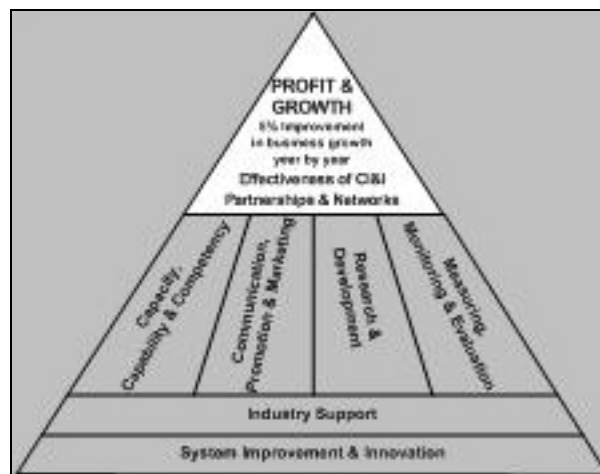 PROFIT &
GROWTH
5% Improvement
in business growth
year by year
Effectiveness of CI&I
Partnerships & Networks
Capacity,
Capability & Competency
Communication,
Promotion & Marketing
Research &
Development
Measuring,
Monitoring & Evaluation
Industry Support
System Improvement & Innovation